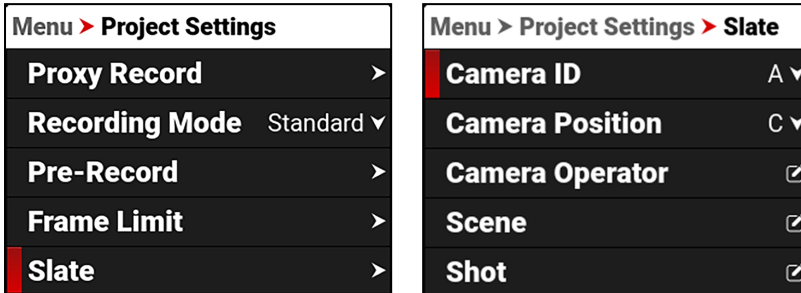 Menu > Project Settings
Proxy Record
Recording Mode Standard
Pre-Record
Frame Limit
Slate
Menu > Project Settings > Slate
Camera ID A
Camera Position C
Camera Operator
Scene
Shot